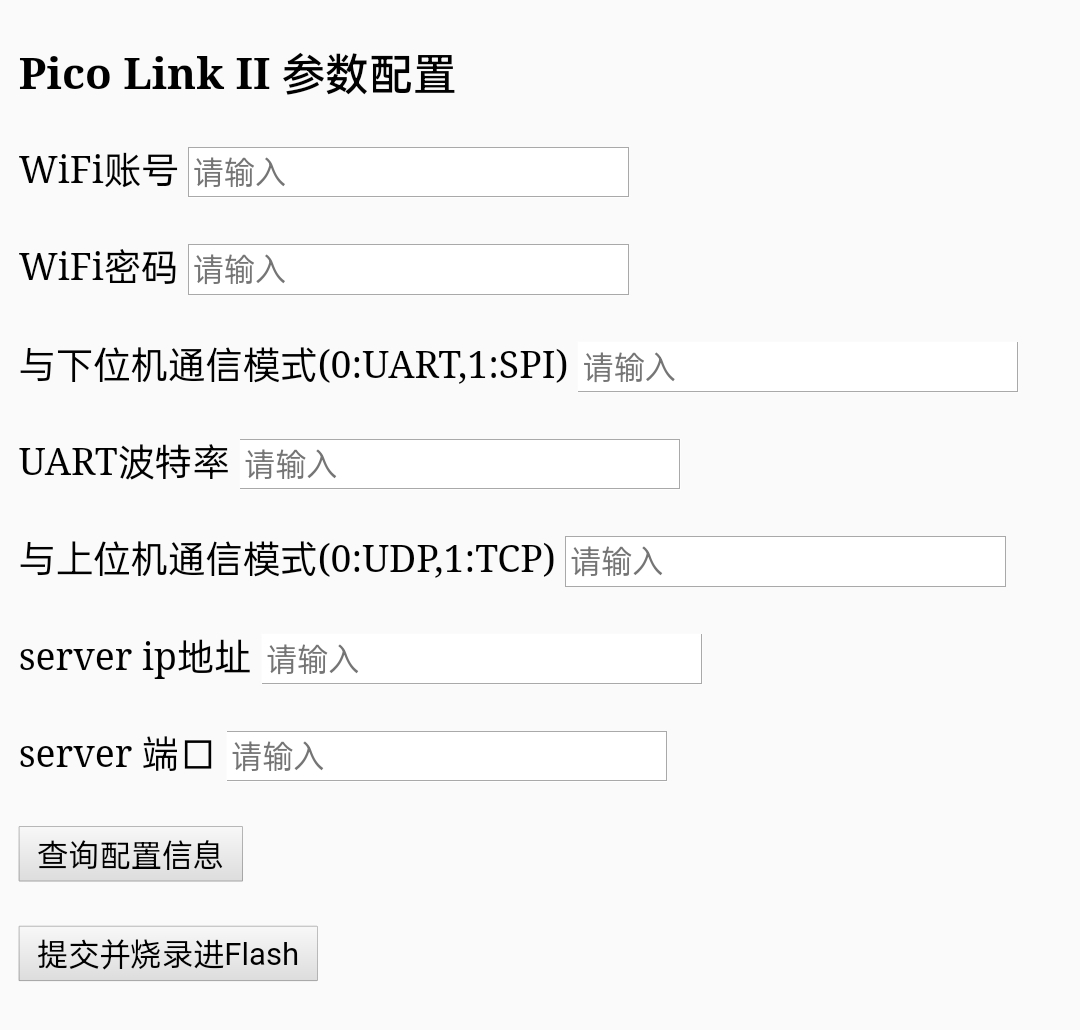 Pico Link II 参数配置
WiFi账号 请输入
WiFi密码 请输入
与下位机通信模式(0:UART,1:SPI) 请输入
UART波特率 请输入
与上位机通信模式(0:UDP,1:TCP) 请输入
server ip地址 请输入
server 端口 请输入
查询配置信息
提交并烧录进Flash